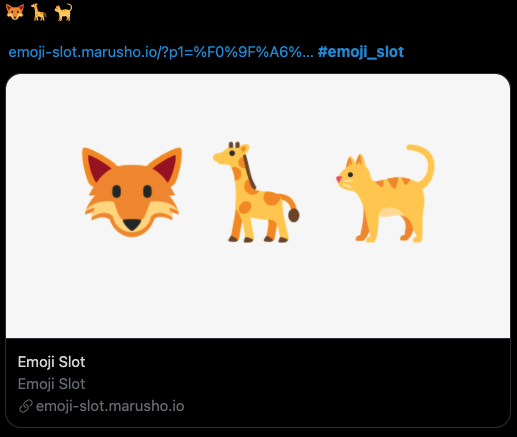 🦊 🦒 🐈
emoji-slot.marusho.io/?p1=%F0%9F%A6%... #emoji_slot
Emoji Slot
Emoji Slot
emoji-slot.marusho.io